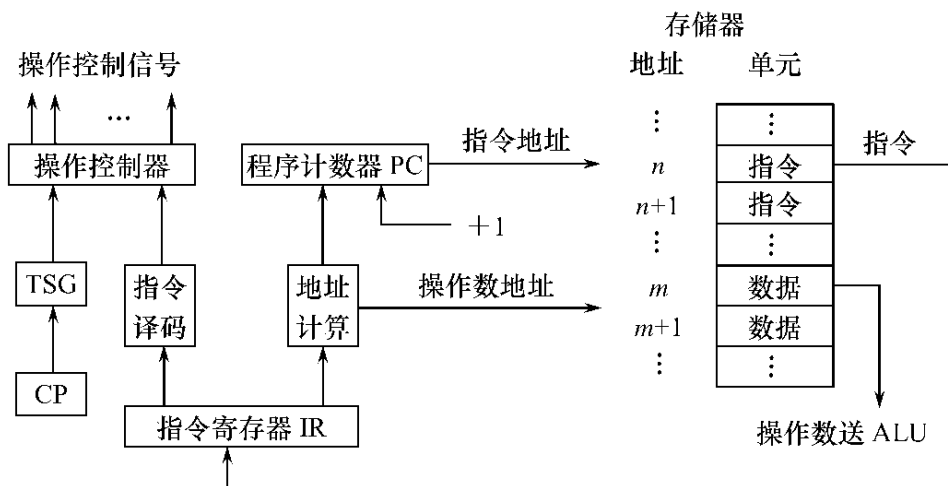 存储器
操作控制信号
地址 单元
…
⋮ ⋮
操作控制器
程序计数器 PC
指令地址
n 指令
指令
n+1 指令
+1
⋮ ⋮
TSG
指令
译码
地址
计算
操作数地址
m 数据
m+1 数据
⋮ ⋮
CP
指令寄存器 IR
操作数送 ALU